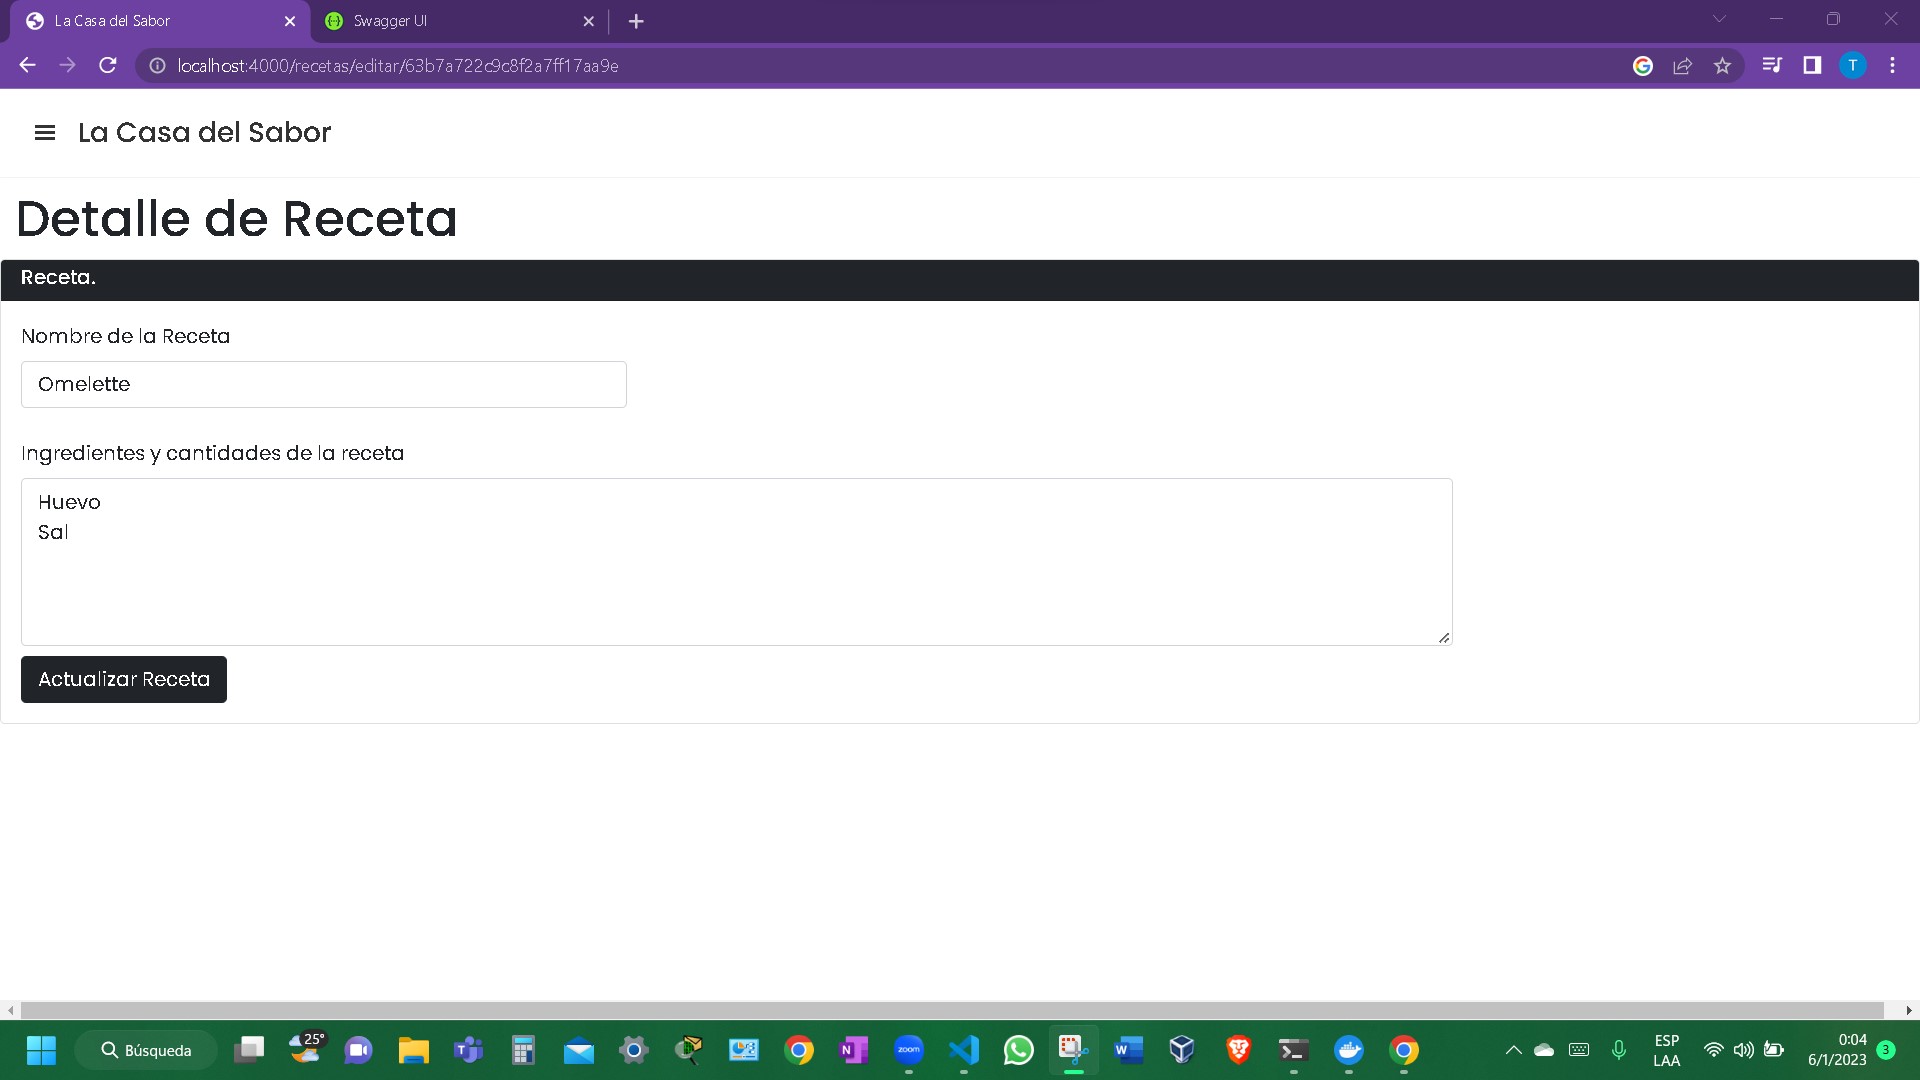 La Casa del Sabor
Swagger UI
localhost:4000/recetas/editar/63b7a722c9c8f2a7ff17aa9e
T
La Casa del Sabor
Detalle de Receta
Receta.
Nombre de la Receta
Omelette
Ingredientes y cantidades de la receta
Huevo
Sal
Actualizar Receta
Búsqueda
25°
zoom
ESP
LAA
0:04
6/1/2023
3